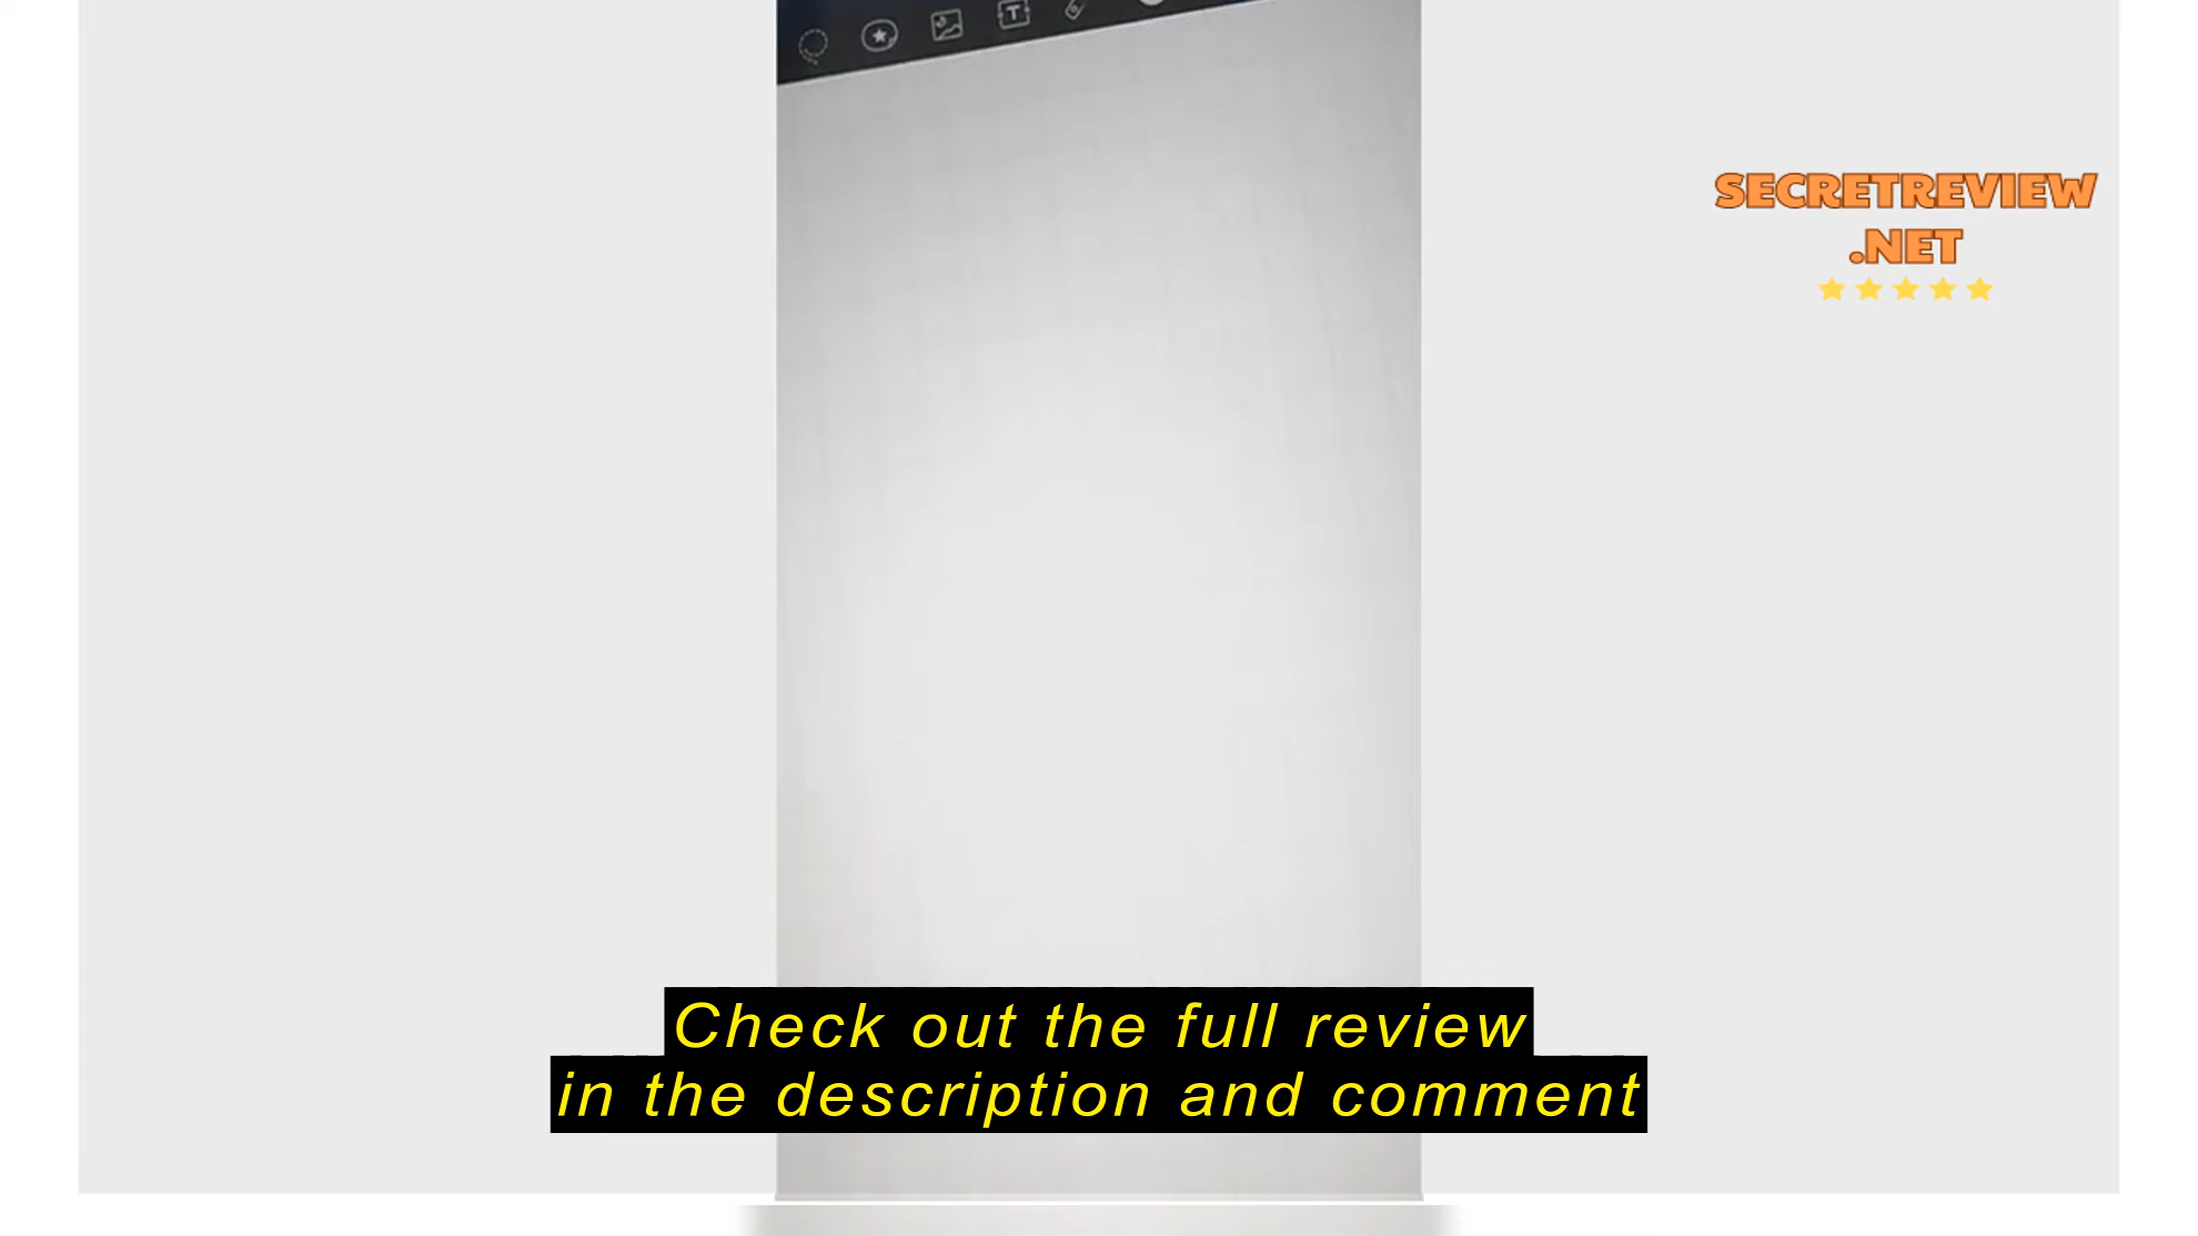 SECRETREVIEW
.NET
Check out the full review
in the description and comment